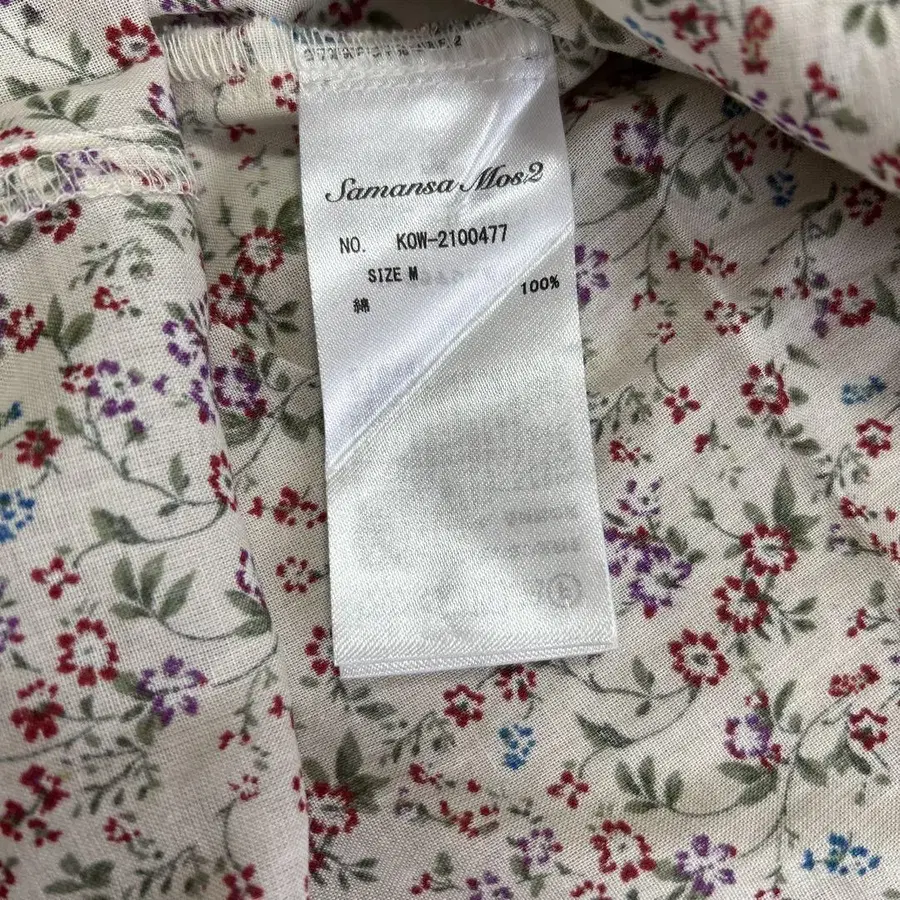 Samansa Mos2
NO. KOW-2100477
SIZE M
綿 100%